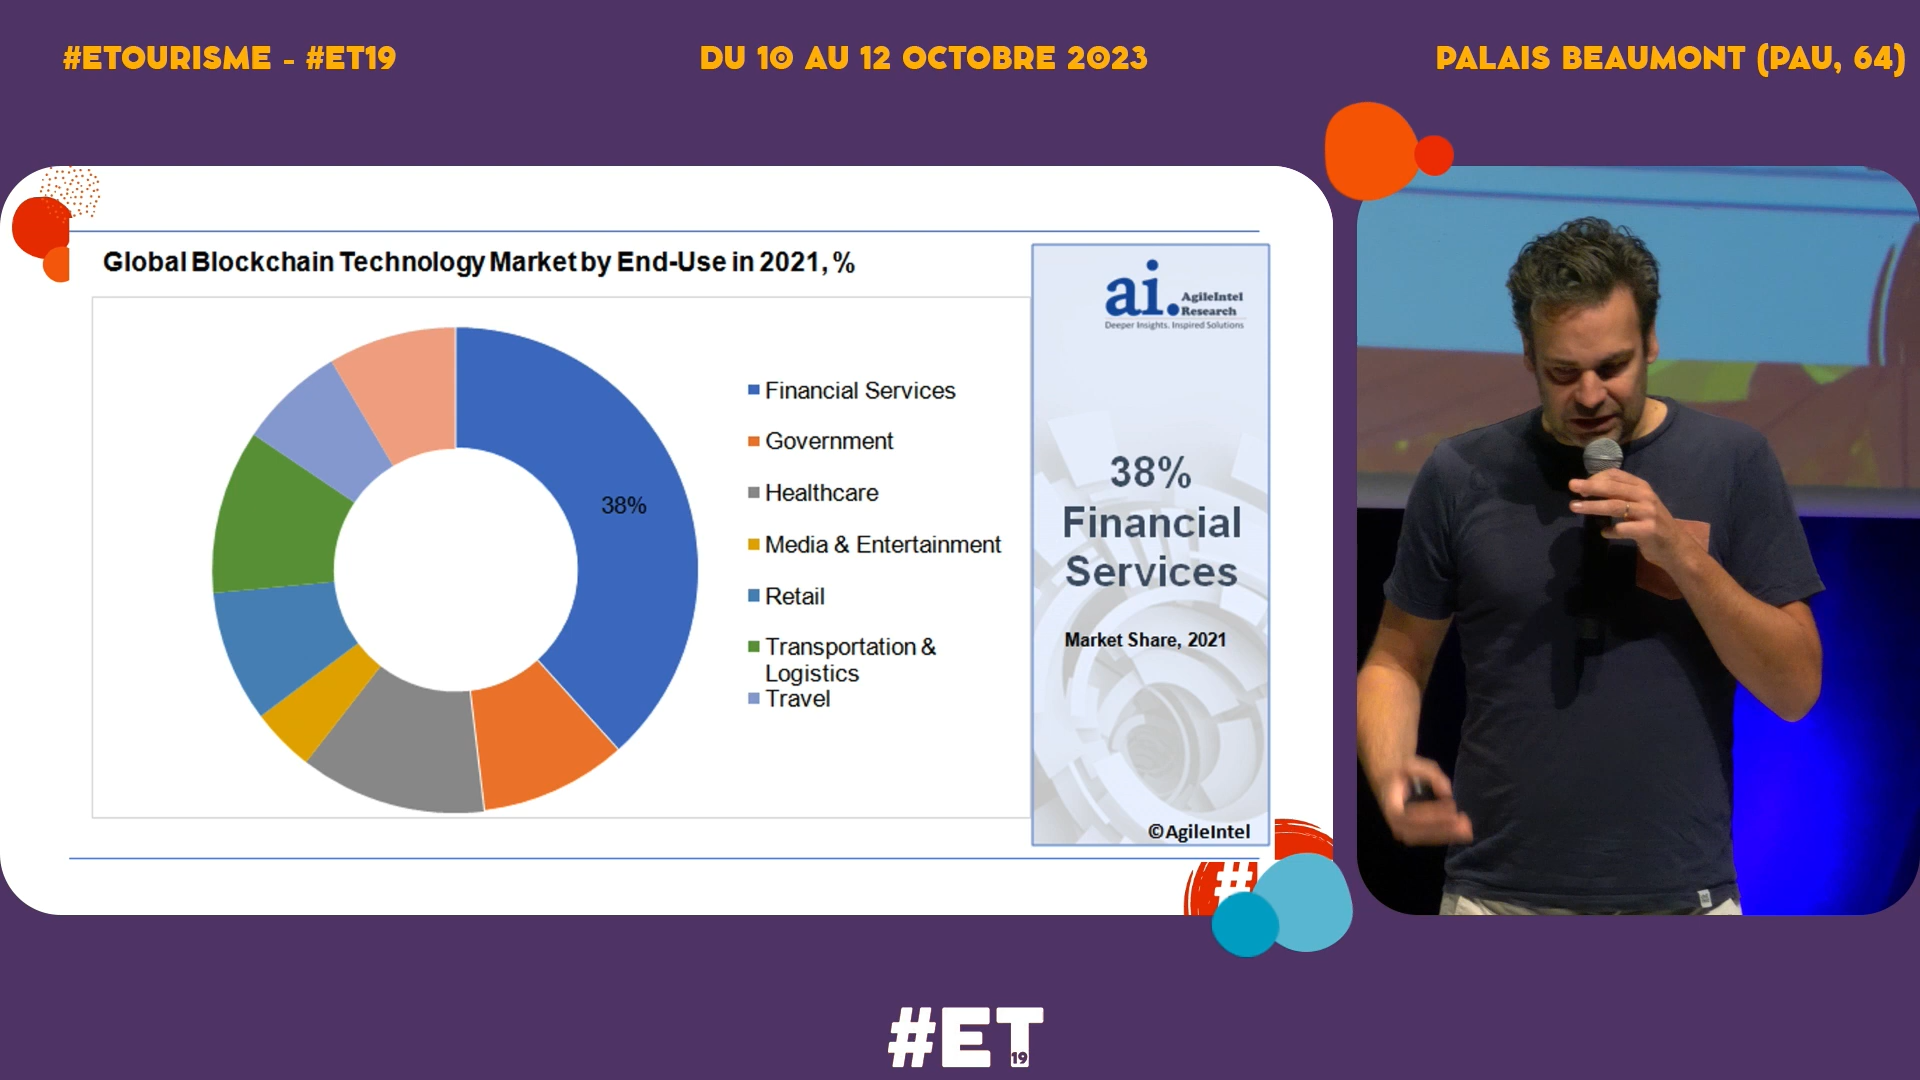 #ETOURISME - #ET19
DU 10 AU 12 OCTOBRE 2023
PALAIS BEAUMONT (PAU, 64)
Global Blockchain Technology Market by End-Use in 2021, %
38%
Financial Services
Government
Healthcare
Media & Entertainment
Retail
Transportation &
Logistics
Travel
ai.
AgileIntel
Research
Deeper Insights. Inspired Solutions
38%
Financial
Services
Market Share, 2021
©AgileIntel
#
#ET
19